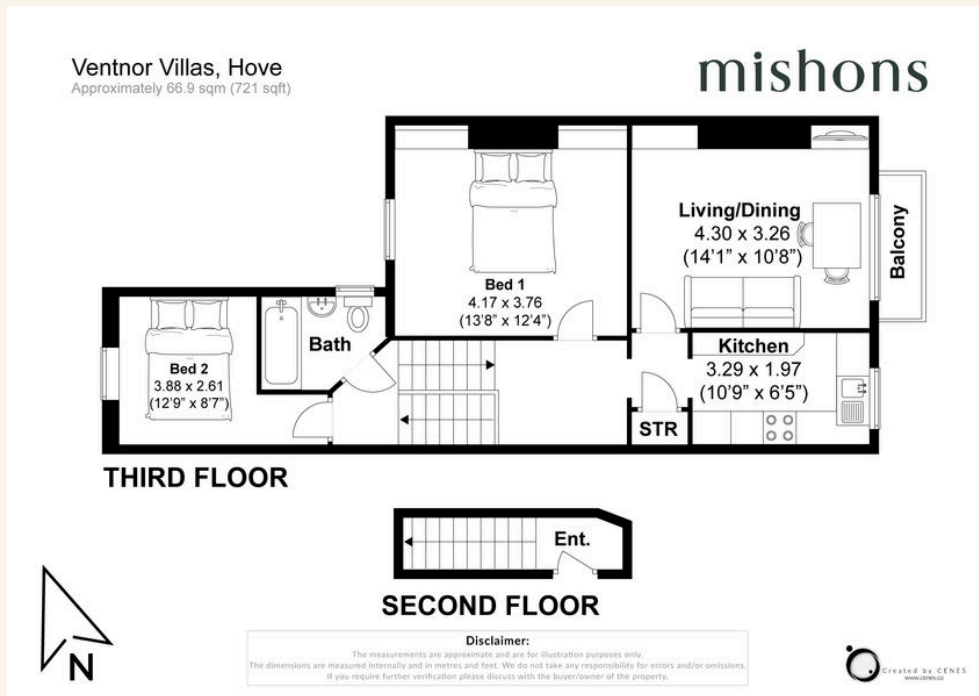 Ventnor Villas, Hove
Approximately 66.9 sqm (721 sqft)
mishons
Living/Dining
4.30 x 3.26
(14'1" x 10'8")
Balcony
Bed 1
4.17 x 3.76
(13'8" x 12'4")
Bath
Kitchen
3.29 x 1.97
(10'9" x 6'5")
Bed 2
3.88 x 2.61
(12'9" x 8'7")
STR
THIRD FLOOR
Ent.
SECOND FLOOR
N
Disclaimer:
The measurements are approximate and are for illustration purposes only.
The dimensions are measured internally and in metres and feet. We do not take any responsibility for errors and/or omissions.
If you require further verification please discuss with the buyer/owner of the property.
Created by CENES
www.cenes.co